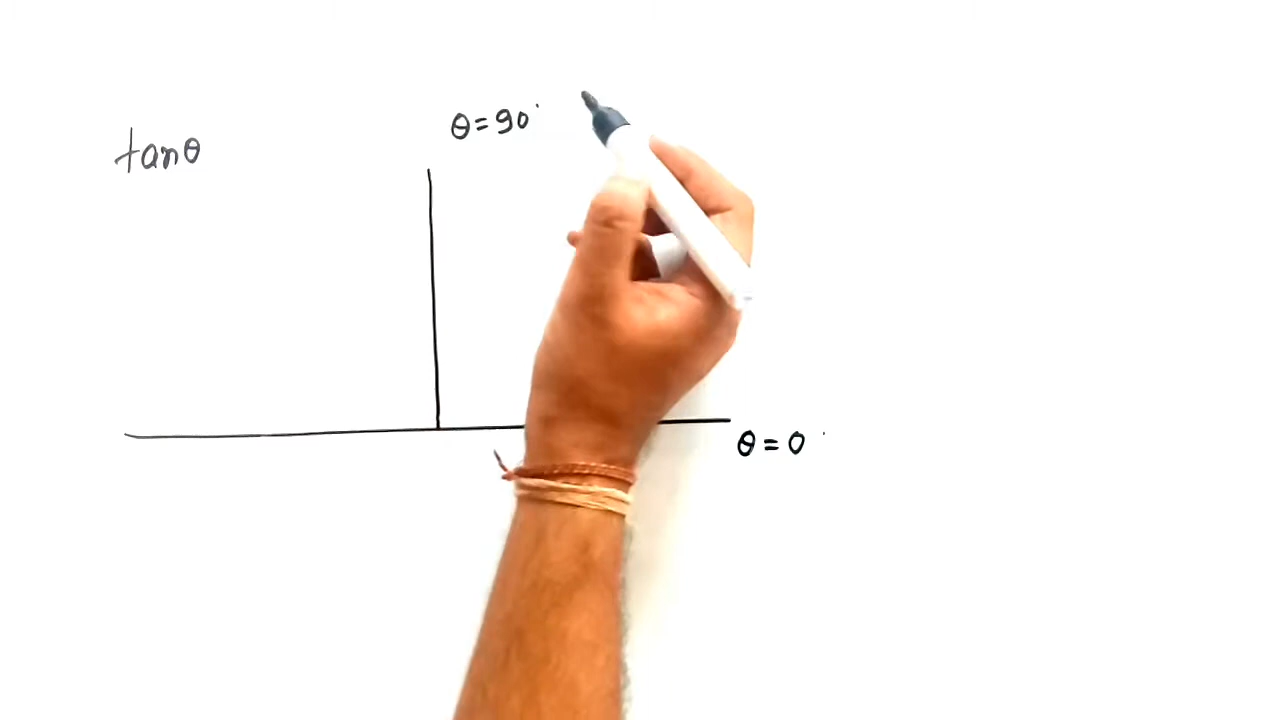 θ = 90°
tanθ
θ = 0°